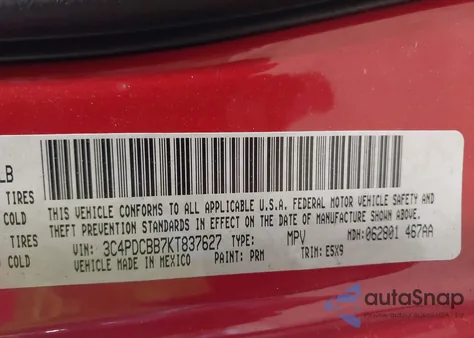 LB
TIRES
COLD
TIRES
COLD
THIS VEHICLE CONFORMS TO ALL APPLICABLE U.S.A. FEDERAL MOTOR VEHICLE SAFETY AND
THEFT PREVENTION STANDARDS IN EFFECT ON THE DATE OF MANUFACTURE SHOWN ABOVE.
VIN: 3C4PDCBB7KT837627 TYPE: MPV MDH: 062801 467AA
VEHICLE MADE IN MEXICO PAINT: PRM TRIM: E5X9
autoSnap